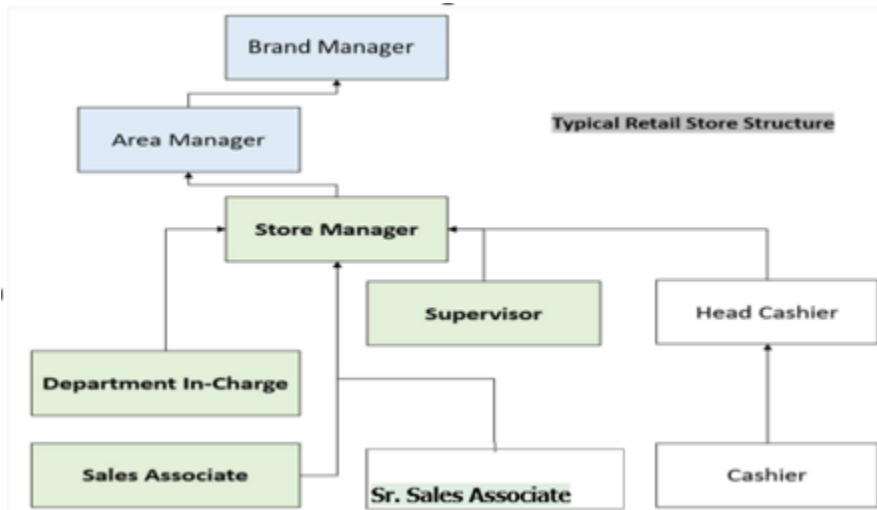 Brand Manager
Area Manager
Typical Retail Store Structure
Store Manager
Supervisor
Head Cashier
Department In-Charge
Sales Associate
Sr. Sales Associate
Cashier